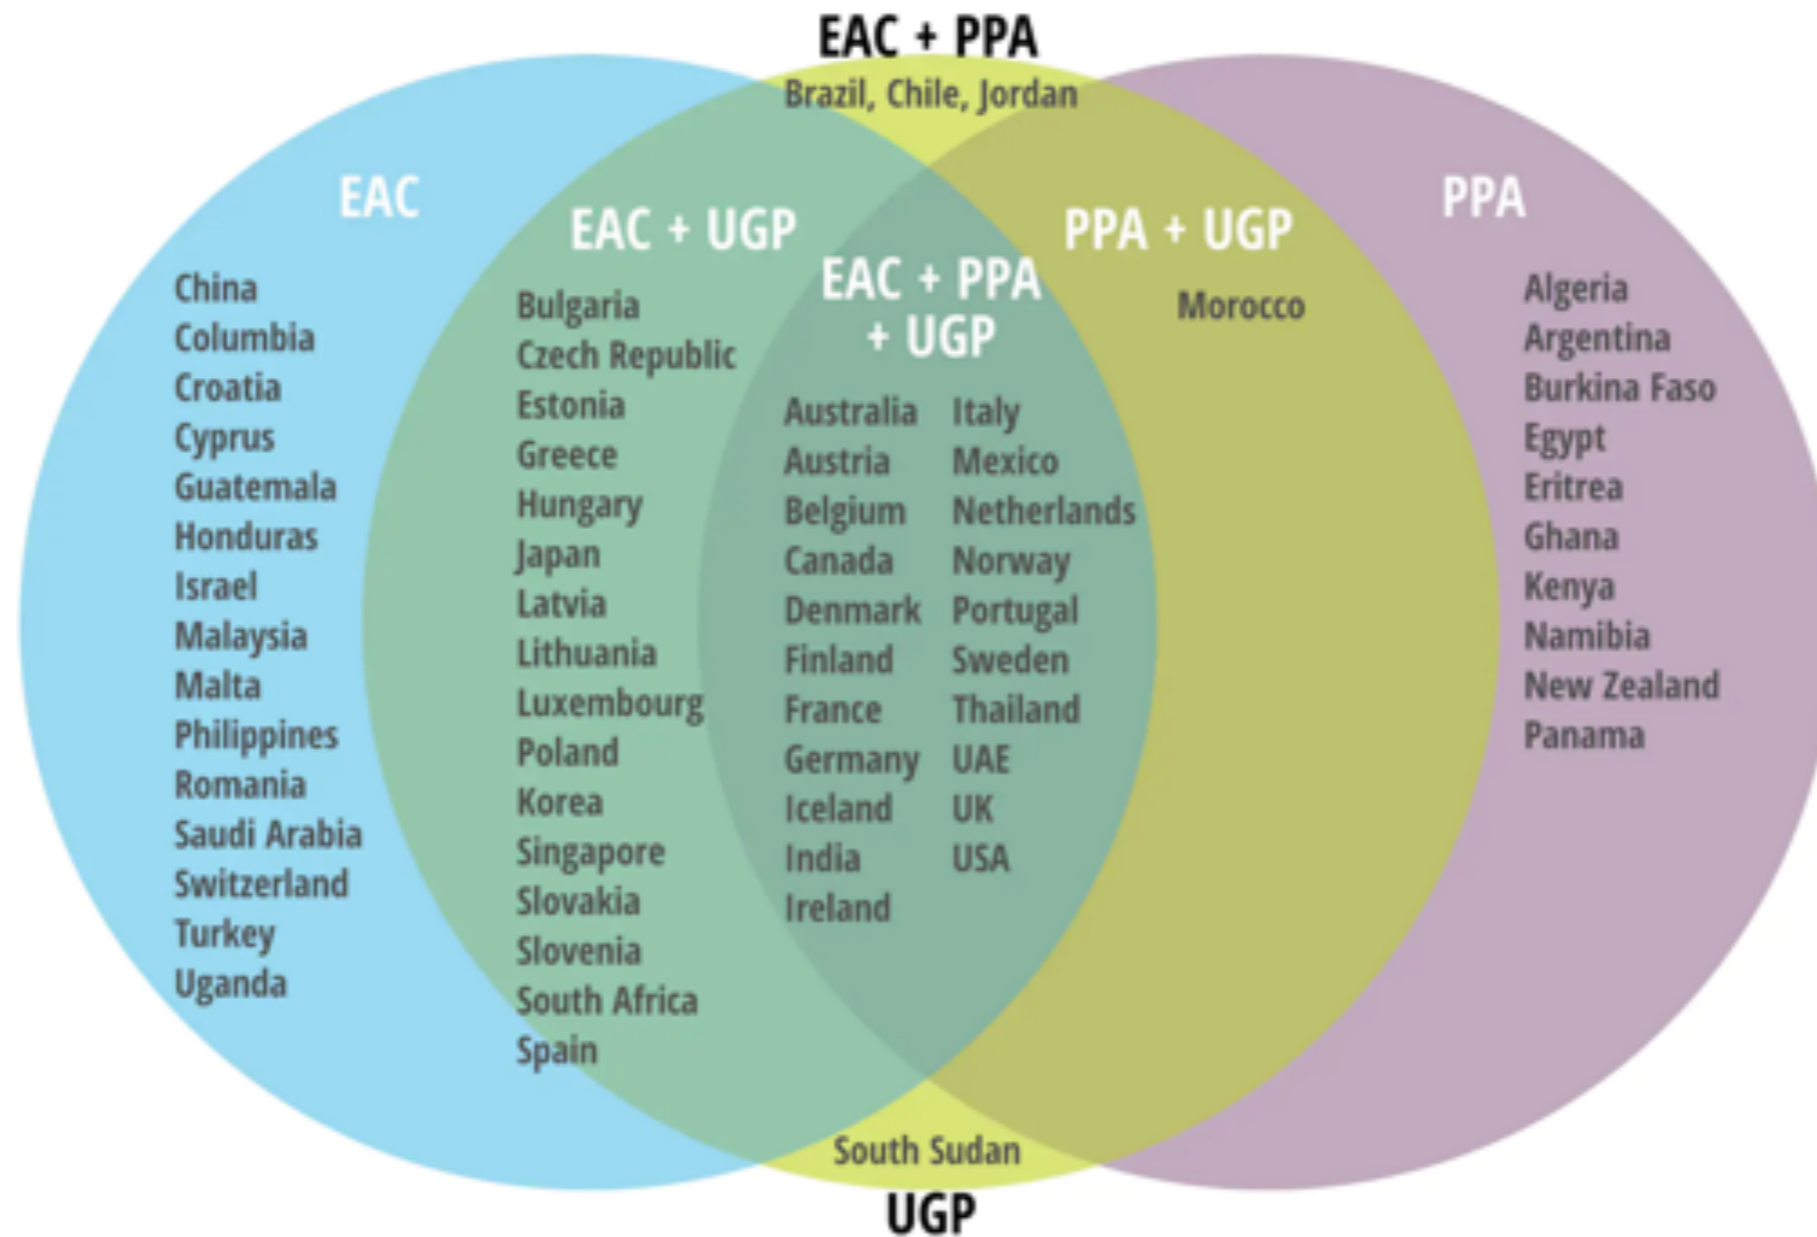 EAC + PPA
Brazil, Chile, Jordan
EAC
China
Columbia
Croatia
Cyprus
Guatemala
Honduras
Israel
Malaysia
Malta
Philippines
Romania
Saudi Arabia
Switzerland
Turkey
Uganda
EAC + UGP
Bulgaria
Czech Republic
Estonia
Greece
Hungary
Japan
Latvia
Lithuania
Luxembourg
Poland
Korea
Singapore
Slovakia
Slovenia
South Africa
Spain
EAC + PPA
+ UGP
Australia
Austria
Belgium
Canada
Denmark
Finland
France
Germany
Iceland
India
Ireland
Italy
Mexico
Netherlands
Norway
Portugal
Sweden
Thailand
UAE
UK
USA
PPA + UGP
Morocco
PPA
Algeria
Argentina
Burkina Faso
Egypt
Eritrea
Ghana
Kenya
Namibia
New Zealand
Panama
South Sudan
UGP